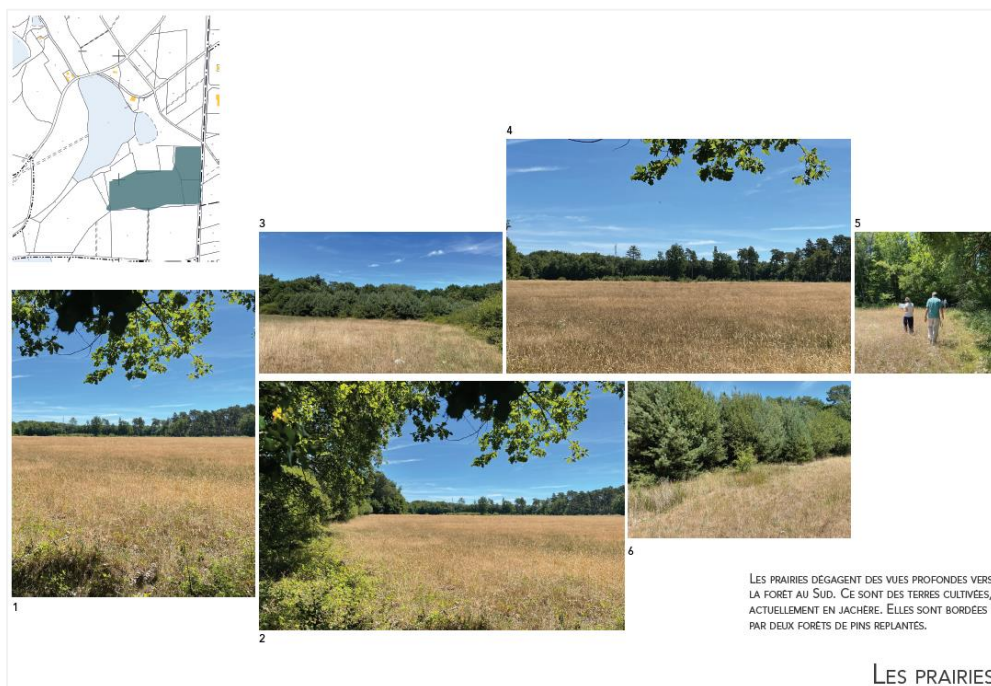 4
3
5
1
2
6
LES PRAIRIES DÉGAGENT DES VUES PROFONDES VERS
LA FORÊT AU SUD. CE SONT DES TERRES CULTIVÉES,
ACTUELLEMENT EN JACHÈRE. ELLES SONT BORDÉES
PAR DEUX FORÊTS DE PINS REPLANTÉS.
LES PRAIRIES